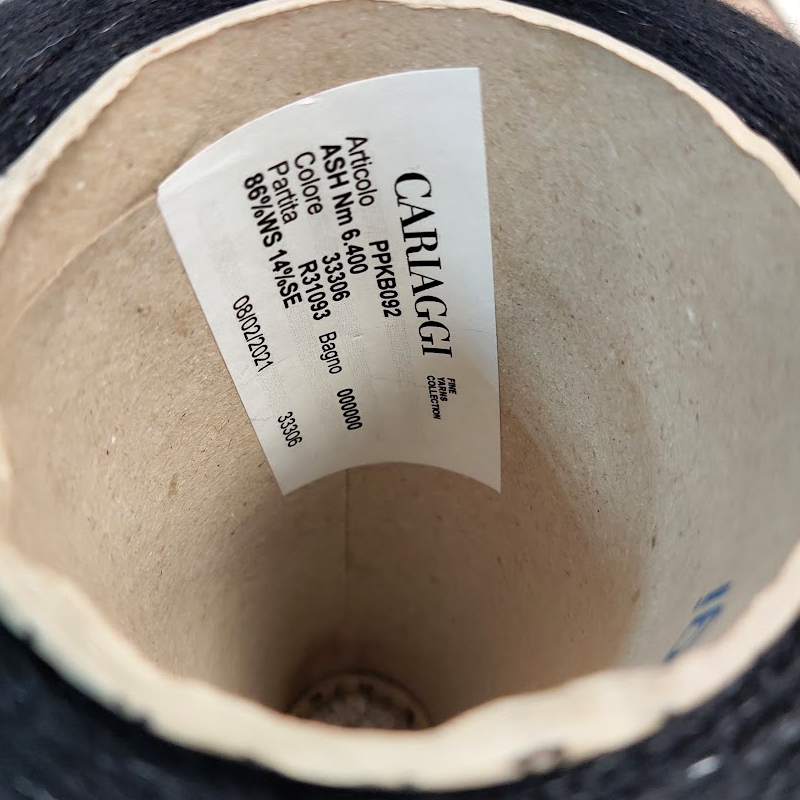 CARIAGGI
FINE
YARNS
COLLECTION
Articolo PPKB092
ASH Nm 6.400
Colore 33306
Partita R31093 Bagno 000000
86%WS 14%SE
08/02/2021 33306